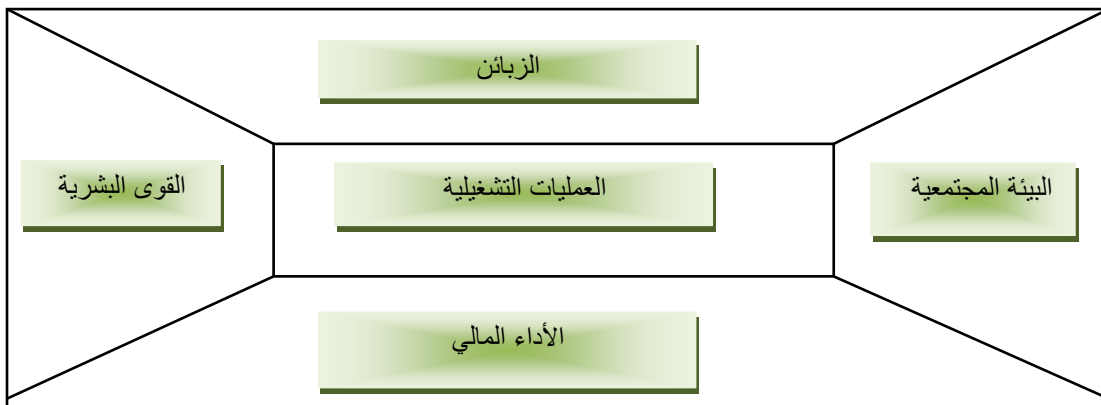 الزبائن
البيئة المجتمعية
العمليات التشغيلية
القوى البشرية
الأداء المالي